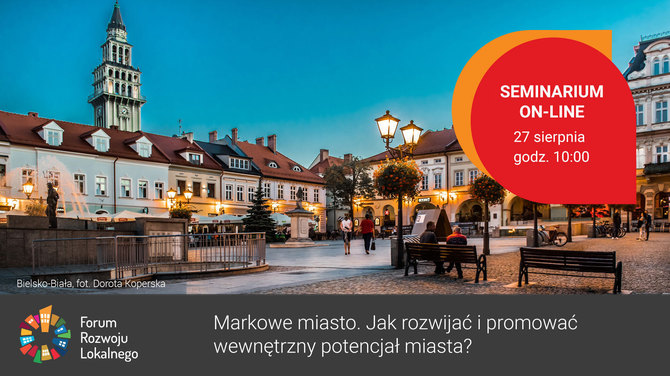 SEMINARIUM
ON-LINE
27 sierpnia
godz. 10:00
Bielsko-Biała, fot. Dorota Koperska
Forum
Rozwoju
Lokalnego
Markowe miasto. Jak rozwijać i promować
wewnętrzny potencjał miasta?